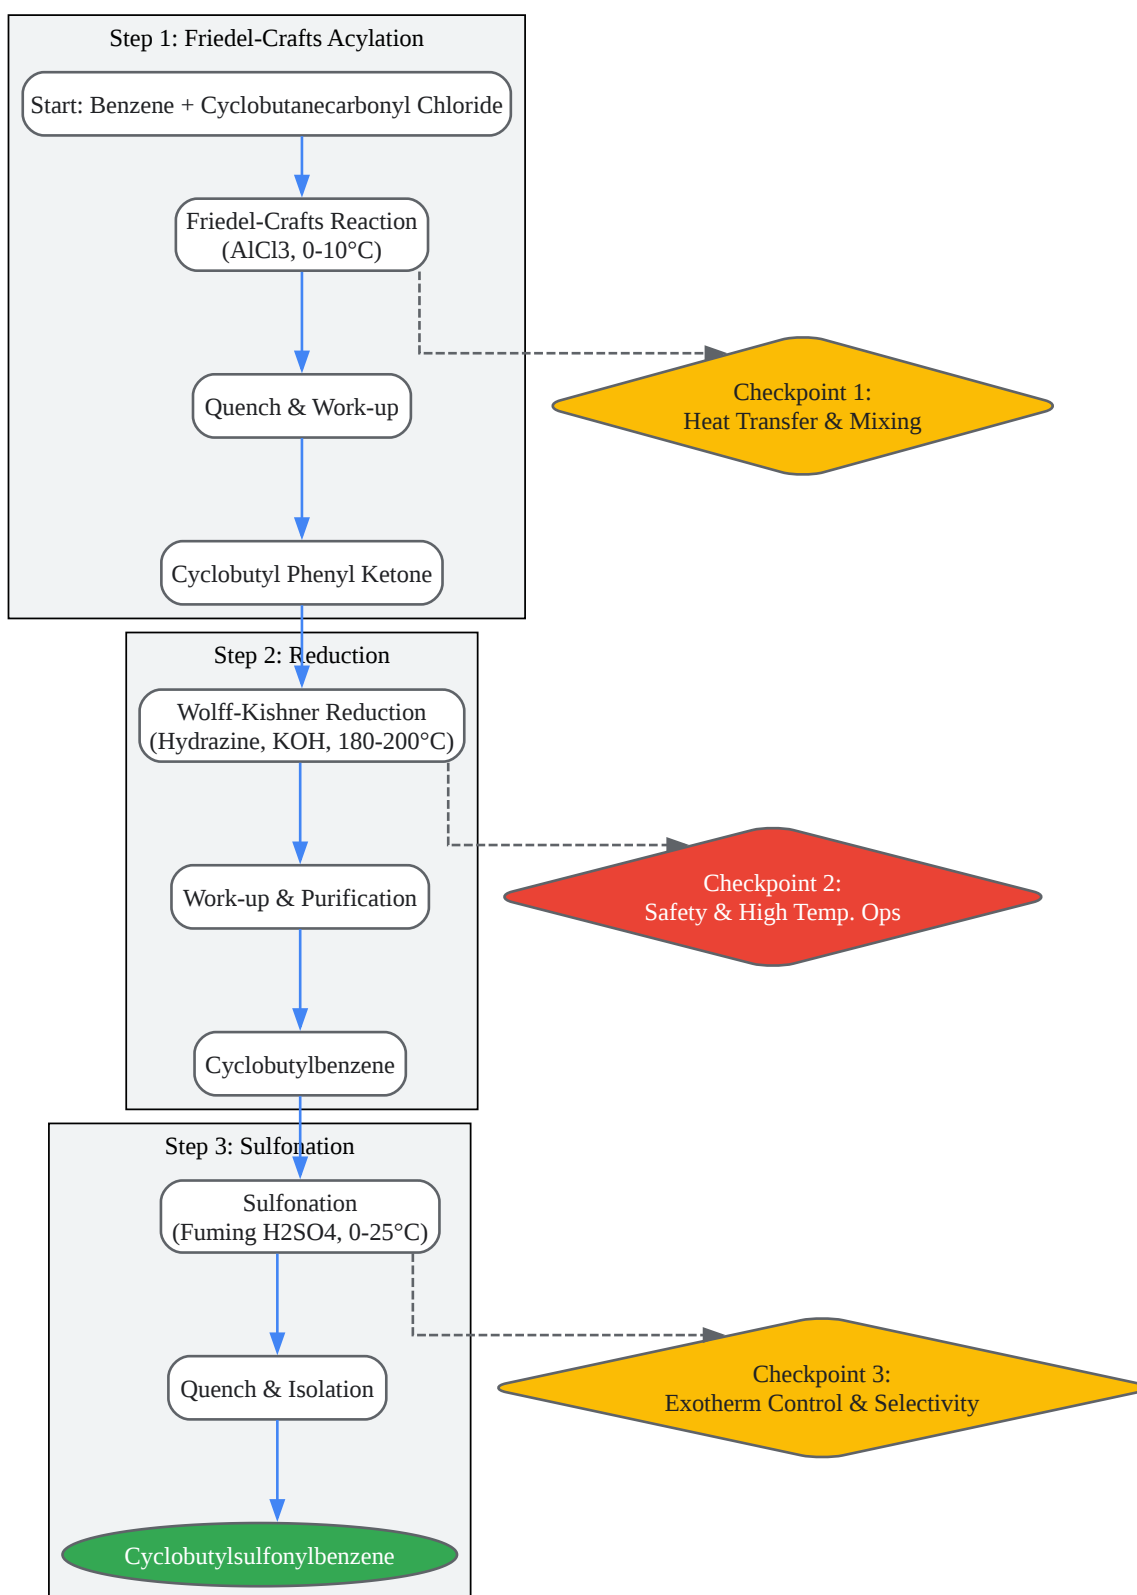 Step 1: Friedel-Crafts Acylation
Start: Benzene + Cyclobutanecarbonyl Chloride
Friedel-Crafts Reaction
(AlCl3, 0-10°C)
Checkpoint 1:
Heat Transfer & Mixing
Quench & Work-up
Cyclobutyl Phenyl Ketone
Step 2: Reduction
Wolff-Kishner Reduction
(Hydrazine, KOH, 180-200°C)
Checkpoint 2:
Safety & High Temp. Ops
Work-up & Purification
Cyclobutylbenzene
Step 3: Sulfonation
Sulfonation
(Fuming H2SO4, 0-25°C)
Checkpoint 3:
Exotherm Control & Selectivity
Quench & Isolation
Cyclobutylsulfonylbenzene